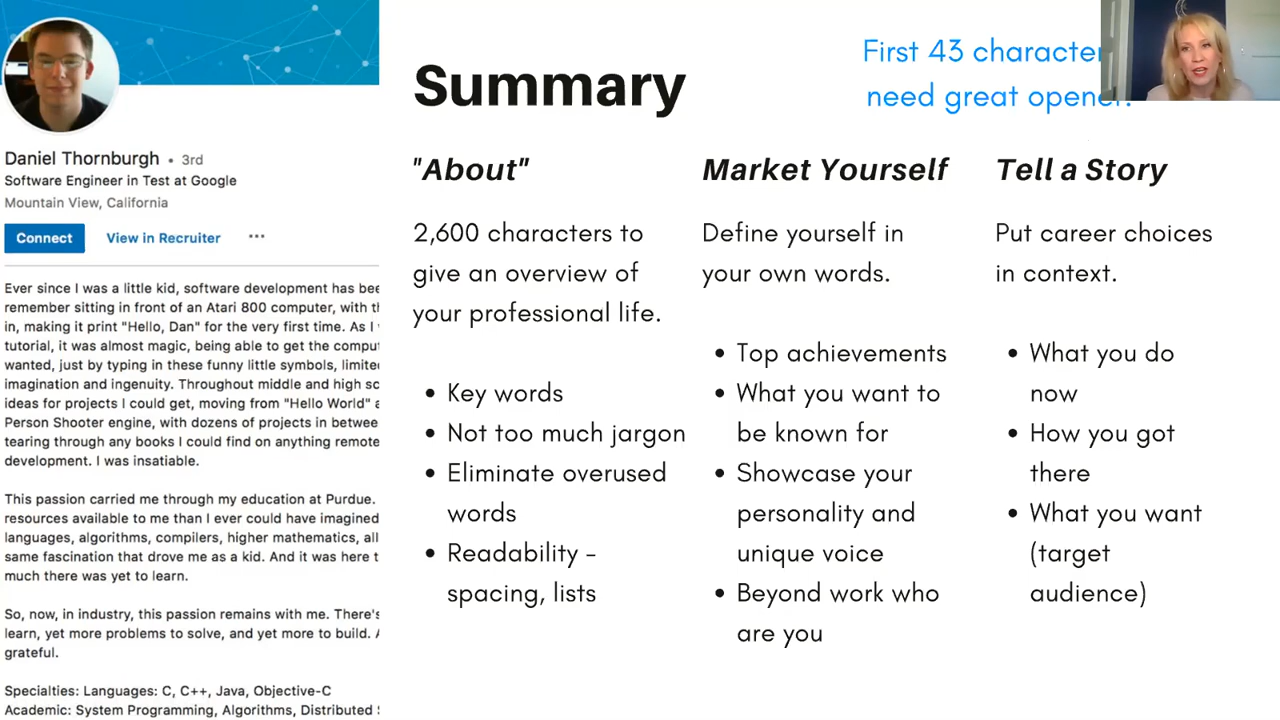 Daniel Thornburgh • 3rd
Software Engineer in Test at Google
Mountain View, California
Connect View in Recruiter ...
Ever since I was a little kid, software development has
remember sitting in front of an Atari 800 computer, with
in, making it print "Hello, Dan" for the very first time. As I
tutorial, it was almost magic, being able to get the
wanted, just by typing in these funny little symbols,
imagination and ingenuity. Throughout middle and high
ideas for projects I could get, moving from "Hello World"
Person Shooter engine, with dozens of projects in
tearing through any books I could find on anything
development. I was insatiable.
This passion carried me through my education at Purdue.
resources available to me than I ever could have imagined
languages, algorithms, compilers, higher mathematics, all
same fascination that drove me as a kid. And it was here
much there was yet to learn.
So, now, in industry, this passion remains with me. There's
learn, yet more problems to solve, and yet more to build.
grateful.
Specialties: Languages: C, C++, Java, Objective-C
Academic: System Programming, Algorithms, Distributed
Summary
First 43
need great
"About"
2,600 characters to
give an overview of
your professional life.
• Key words
• Not too much jargon
• Eliminate overused
words
• Readability -
spacing, lists
Market Yourself
Define yourself in
your own words.
• Top achievements
• What you want to
be known for
• Showcase your
personality and
unique voice
• Beyond work who
are you
Tell a Story
Put career choices
in context.
• What you do
now
• How you got
there
• What you want
(target
audience)